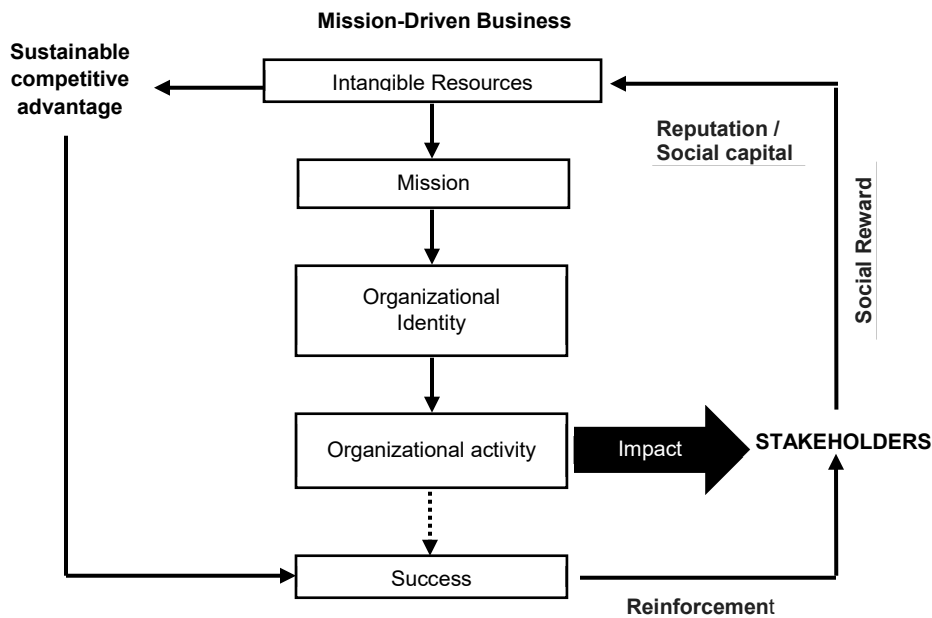 Mission-Driven Business
Sustainable
competitive
advantage
Intangible Resources
Reputation /
Social capital
Mission
Social Reward
Organizational
Identity
Organizational activity
Impact
STAKEHOLDERS
Success
Reinforcement